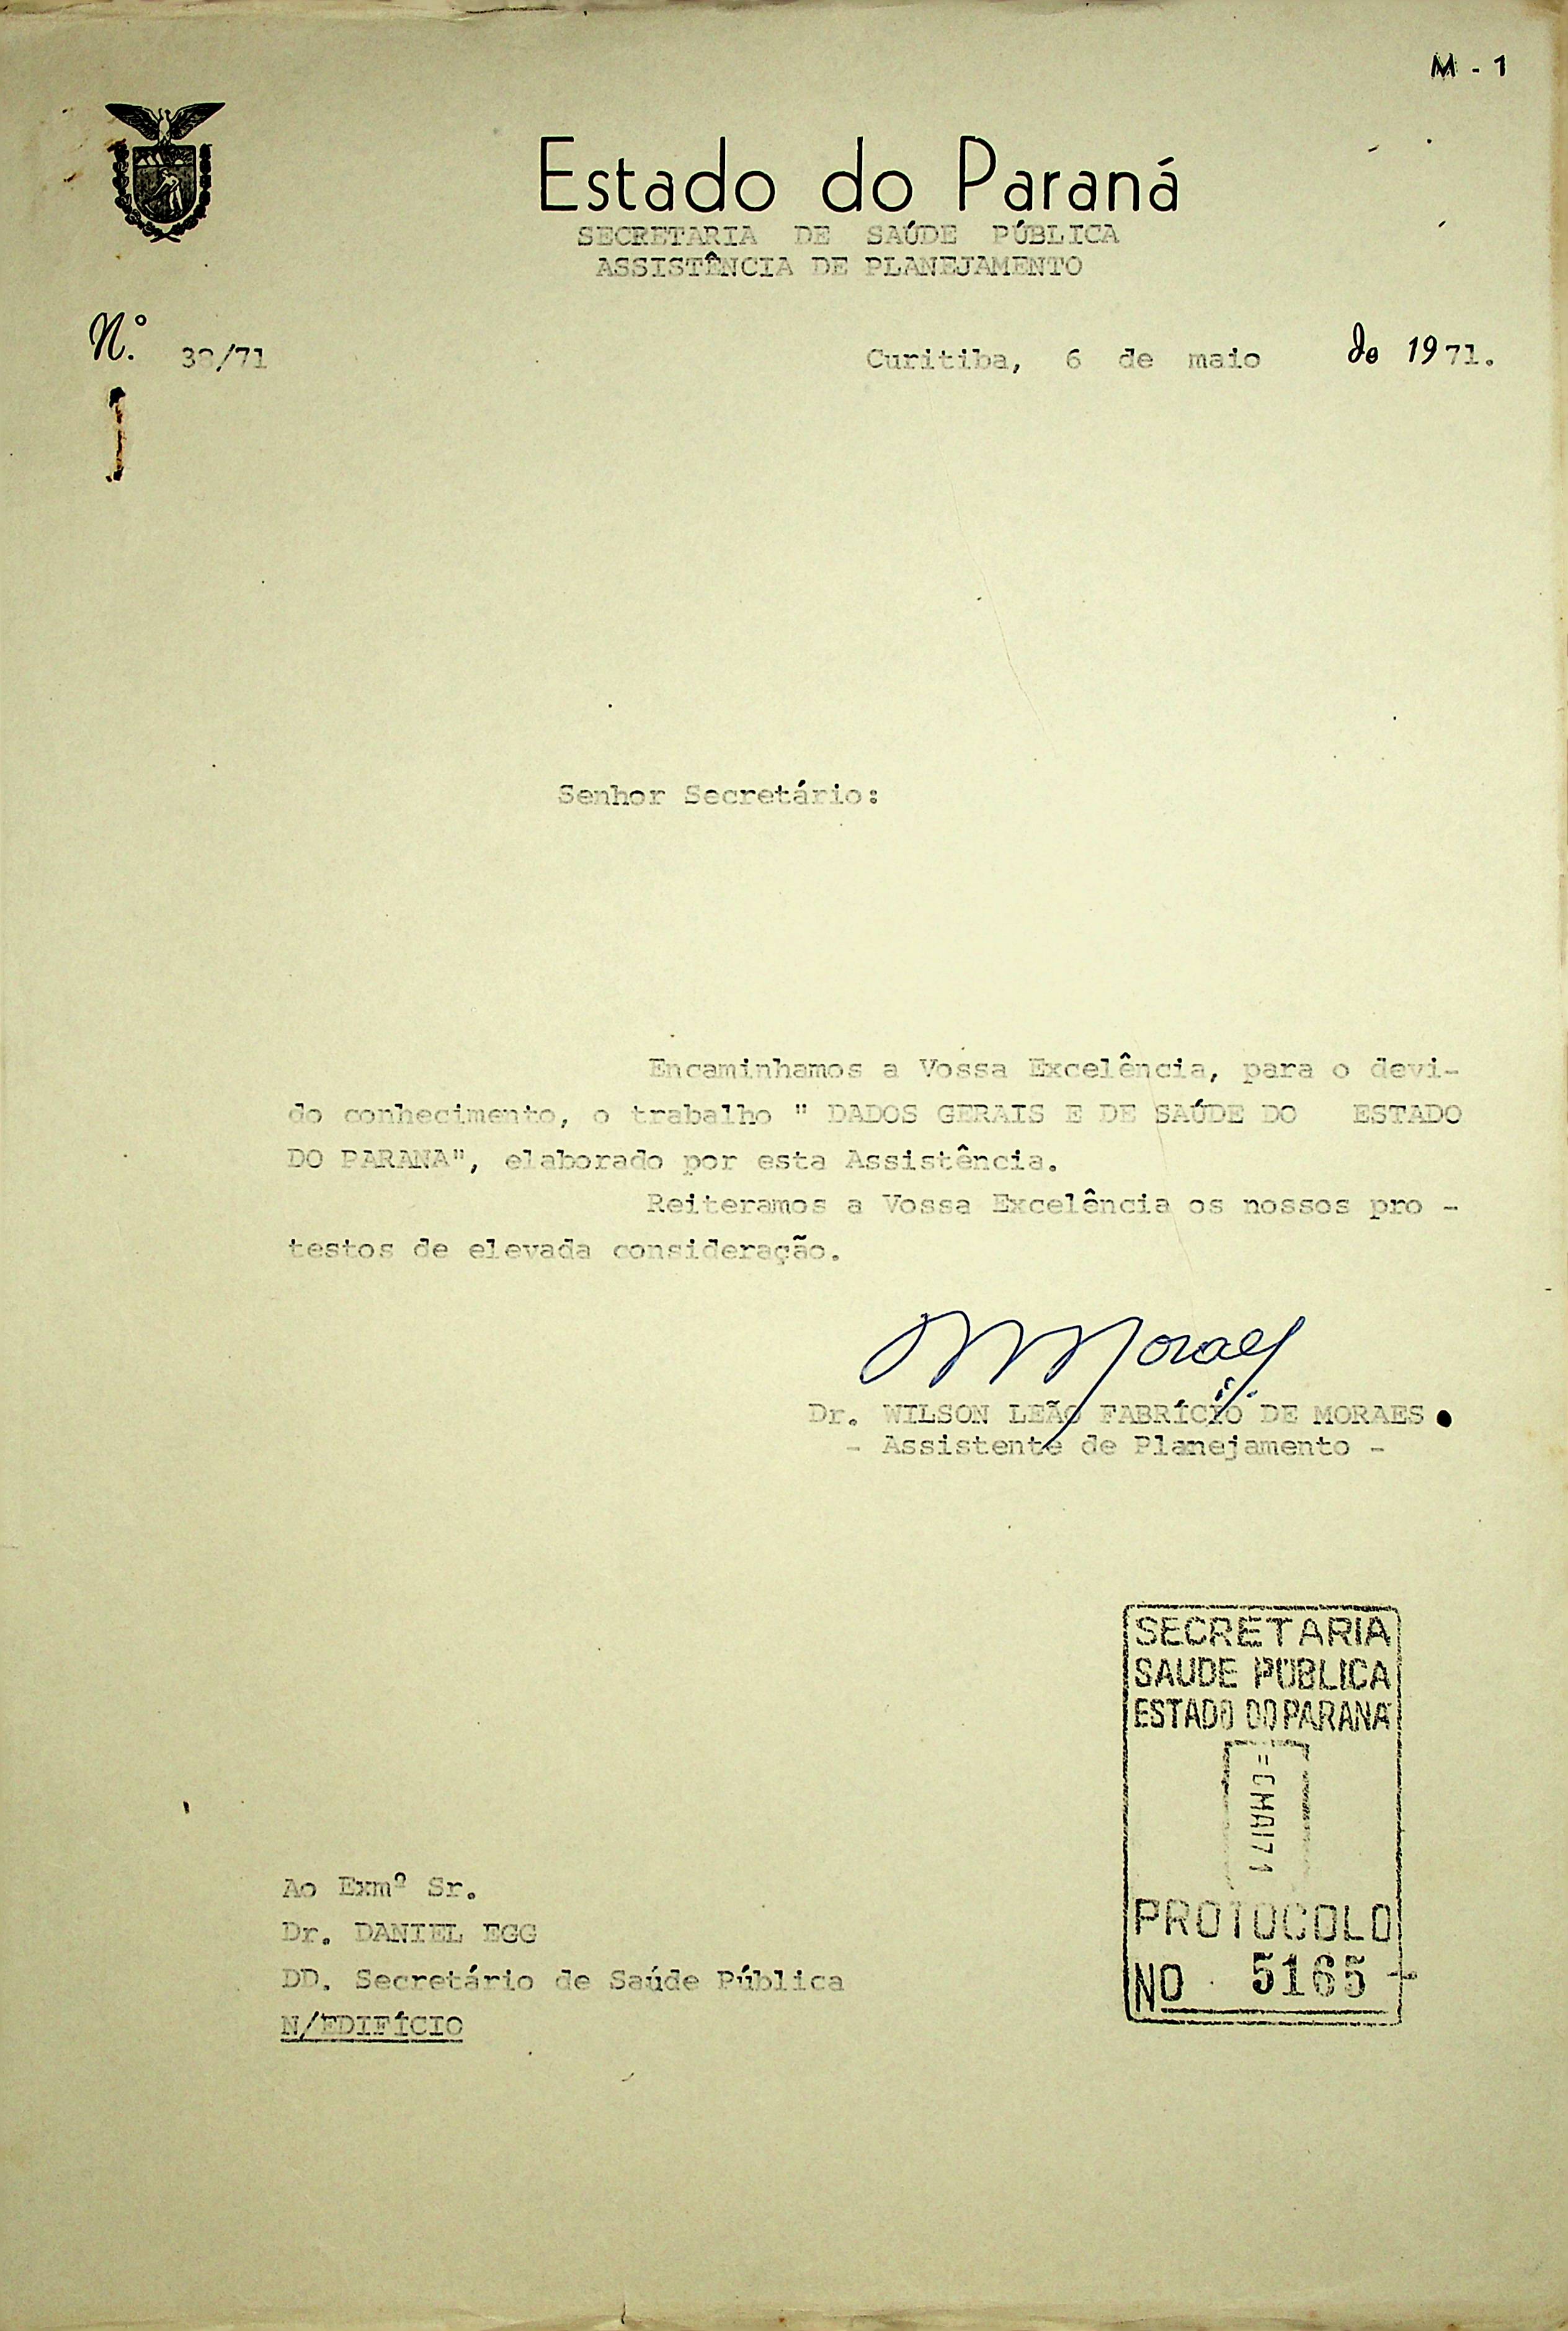 M - 1
Estado do Paraná
SECRETARIA DE SAÚDE PÚBLICA
ASSISTÊNCIA DE PLANEJAMENTO
N.º
Curitiba, 6 de maio de 1971.
Senhor Secretário:
Encaminhamos a Vossa Excelência, para o devi-
do conhecimento, o trabalho " DADOS GERAIS E DE SAÚDE DO ESTADO
DO PARANA", elaborado por esta Assistência.
Reiteramos a Vossa Excelência os nossos pro -
testos de elevada consideração.
Moraes
Dr. WILSON LEÃO FABRÍCIO DE MORAES.
- Assistente de Planejamento -
SECRETARIA
SAUDE PÚBLICA
ESTADO DO PARANA
MAI 71
PROTOCOLO
NO 5165
Ao Exmº Sr.
Dr. DANIEL EGG
DD. Secretário de Saúde Pública
N/EDIFÍCIO